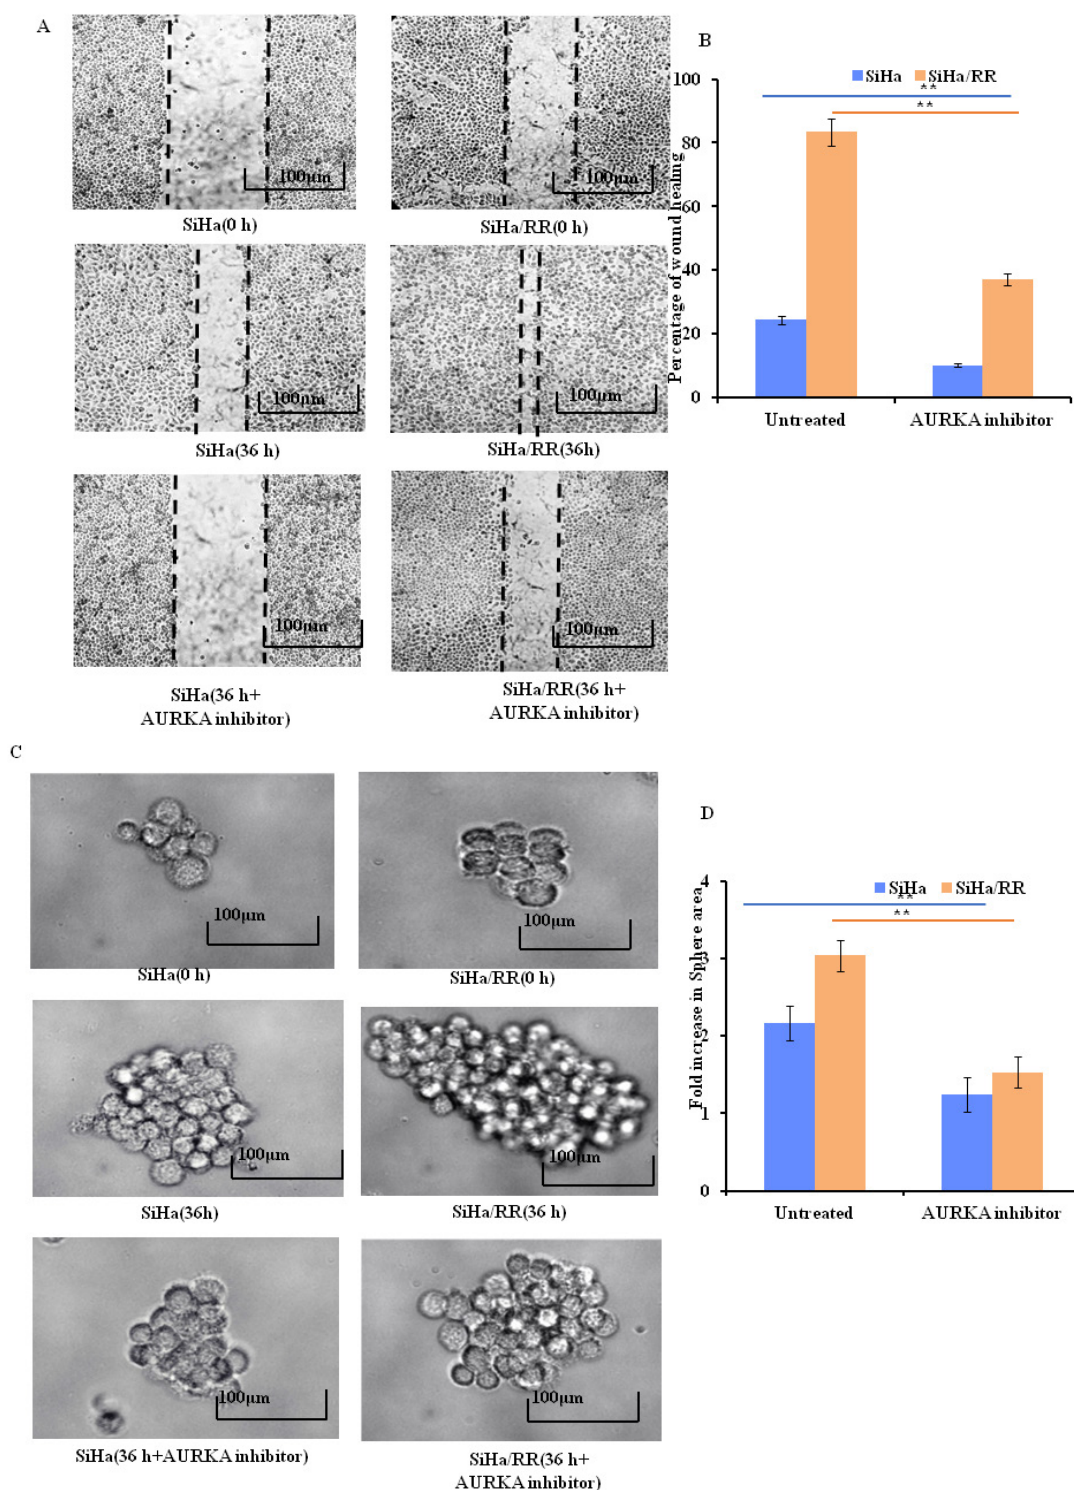 A
100μm
SiHa(0 h)
100μm
SiHa/RR(0 h)
100μm
SiHa(36 h)
100μm
SiHa/RR(36h)
100μm
SiHa(36 h+
AURKA inhibitor)
100μm
SiHa/RR(36 h+
AURKA inhibitor)
B
SiHa
SiHa/RR
**
**
Percentage of wound healing
100
80
60
40
20
0
Untreated
AURKA inhibitor
C
100μm
SiHa(0 h)
100μm
SiHa/RR(0 h)
100μm
SiHa(36h)
100μm
SiHa/RR(36 h)
100μm
SiHa(36 h+AURKA inhibitor)
100μm
SiHa/RR(36 h+
AURKA inhibitor)
D
SiHa
SiHa/RR
**
**
Fold increase in Sphere area
4
3
2
1
0
Untreated
AURKA inhibitor